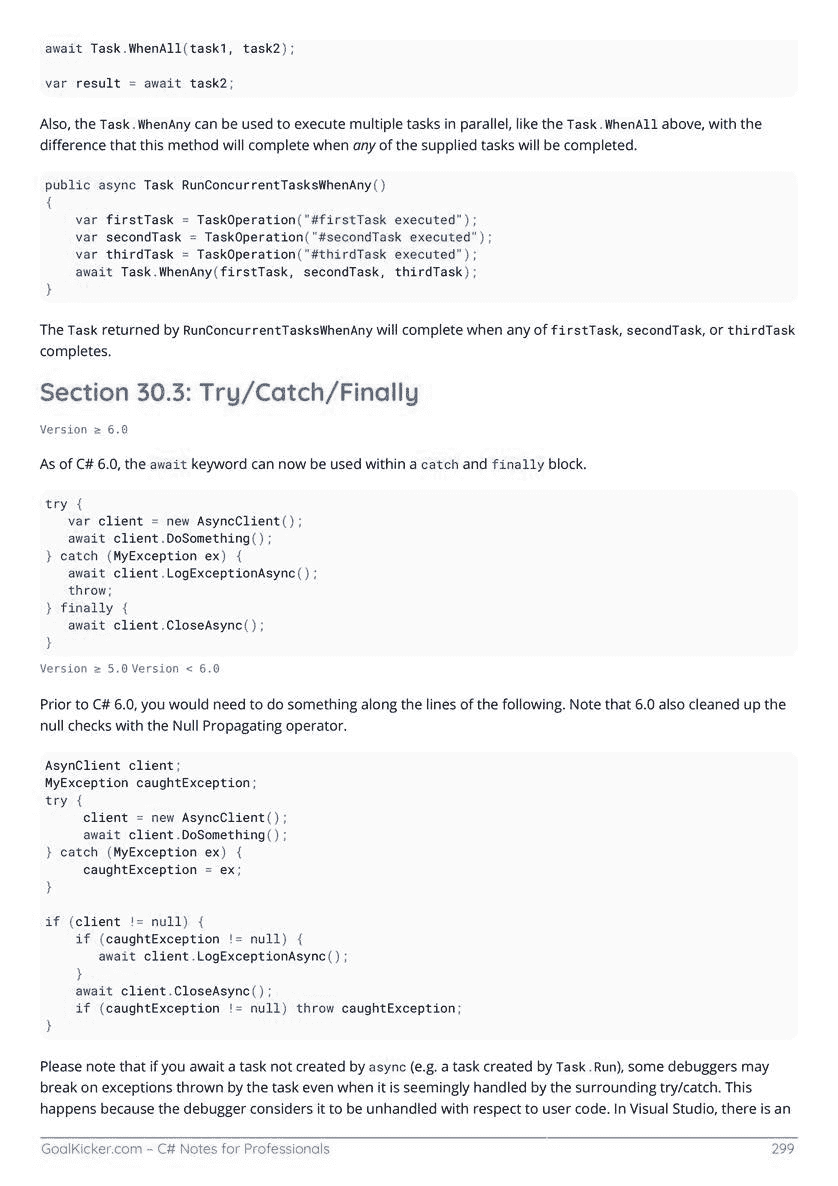 await Task.WhenAll(task1, task2);
var result = await task2;
Also, the Task.WhenAny can be used to execute multiple tasks in parallel, like the Task.WhenAll above, with the
difference that this method will complete when any of the supplied tasks will be completed.
public async Task RunConcurrentTasksWhenAny()
{
    var firstTask = TaskOperation("#firstTask executed");
    var secondTask = TaskOperation("#secondTask executed");
    var thirdTask = TaskOperation("#thirdTask executed");
    await Task.WhenAny(firstTask, secondTask, thirdTask);
}
The Task returned by RunConcurrentTasksWhenAny will complete when any of firstTask, secondTask, or thirdTask
completes.
Section 30.3: Try/Catch/Finally
Version ≥ 6.0
As of C# 6.0, the await keyword can now be used within a catch and finally block.
try {
   var client = new AsyncClient();
   await client.DoSomething();
} catch (MyException ex) {
   await client.LogExceptionAsync();
   throw;
} finally {
   await client.CloseAsync();
}
Version ≥ 5.0 Version < 6.0
Prior to C# 6.0, you would need to do something along the lines of the following. Note that 6.0 also cleaned up the
null checks with the Null Propagating operator.
AsynClient client;
MyException caughtException;
try {
     client = new AsyncClient();
     await client.DoSomething();
} catch (MyException ex) {
     caughtException = ex;
}
if (client != null) {
    if (caughtException != null) {
       await client.LogExceptionAsync();
    }
    await client.CloseAsync();
    if (caughtException != null) throw caughtException;
}
Please note that if you await a task not created by async (e.g. a task created by Task.Run), some debuggers may
break on exceptions thrown by the task even when it is seemingly handled by the surrounding try/catch. This
happens because the debugger considers it to be unhandled with respect to user code. In Visual Studio, there is an
GoalKicker.com – C# Notes for Professionals 299